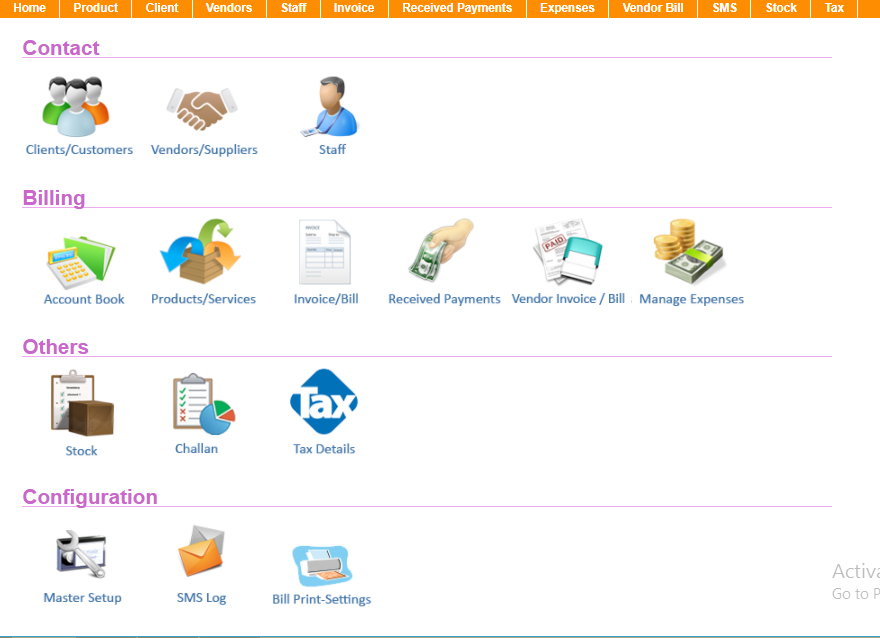 Home Product Client Vendors Staff Invoice Received Payments Expenses Vendor Bill SMS Stock Tax
Contact
Clients/Customers Vendors/Suppliers Staff
Billing
INVOICE
PAID
Account Book Products/Services Invoice/Bill Received Payments Vendor Invoice / Bill Manage Expenses
Others
Tax
Stock Challan Tax Details
Configuration
Activa
Go to P
Master Setup SMS Log Bill Print-Settings